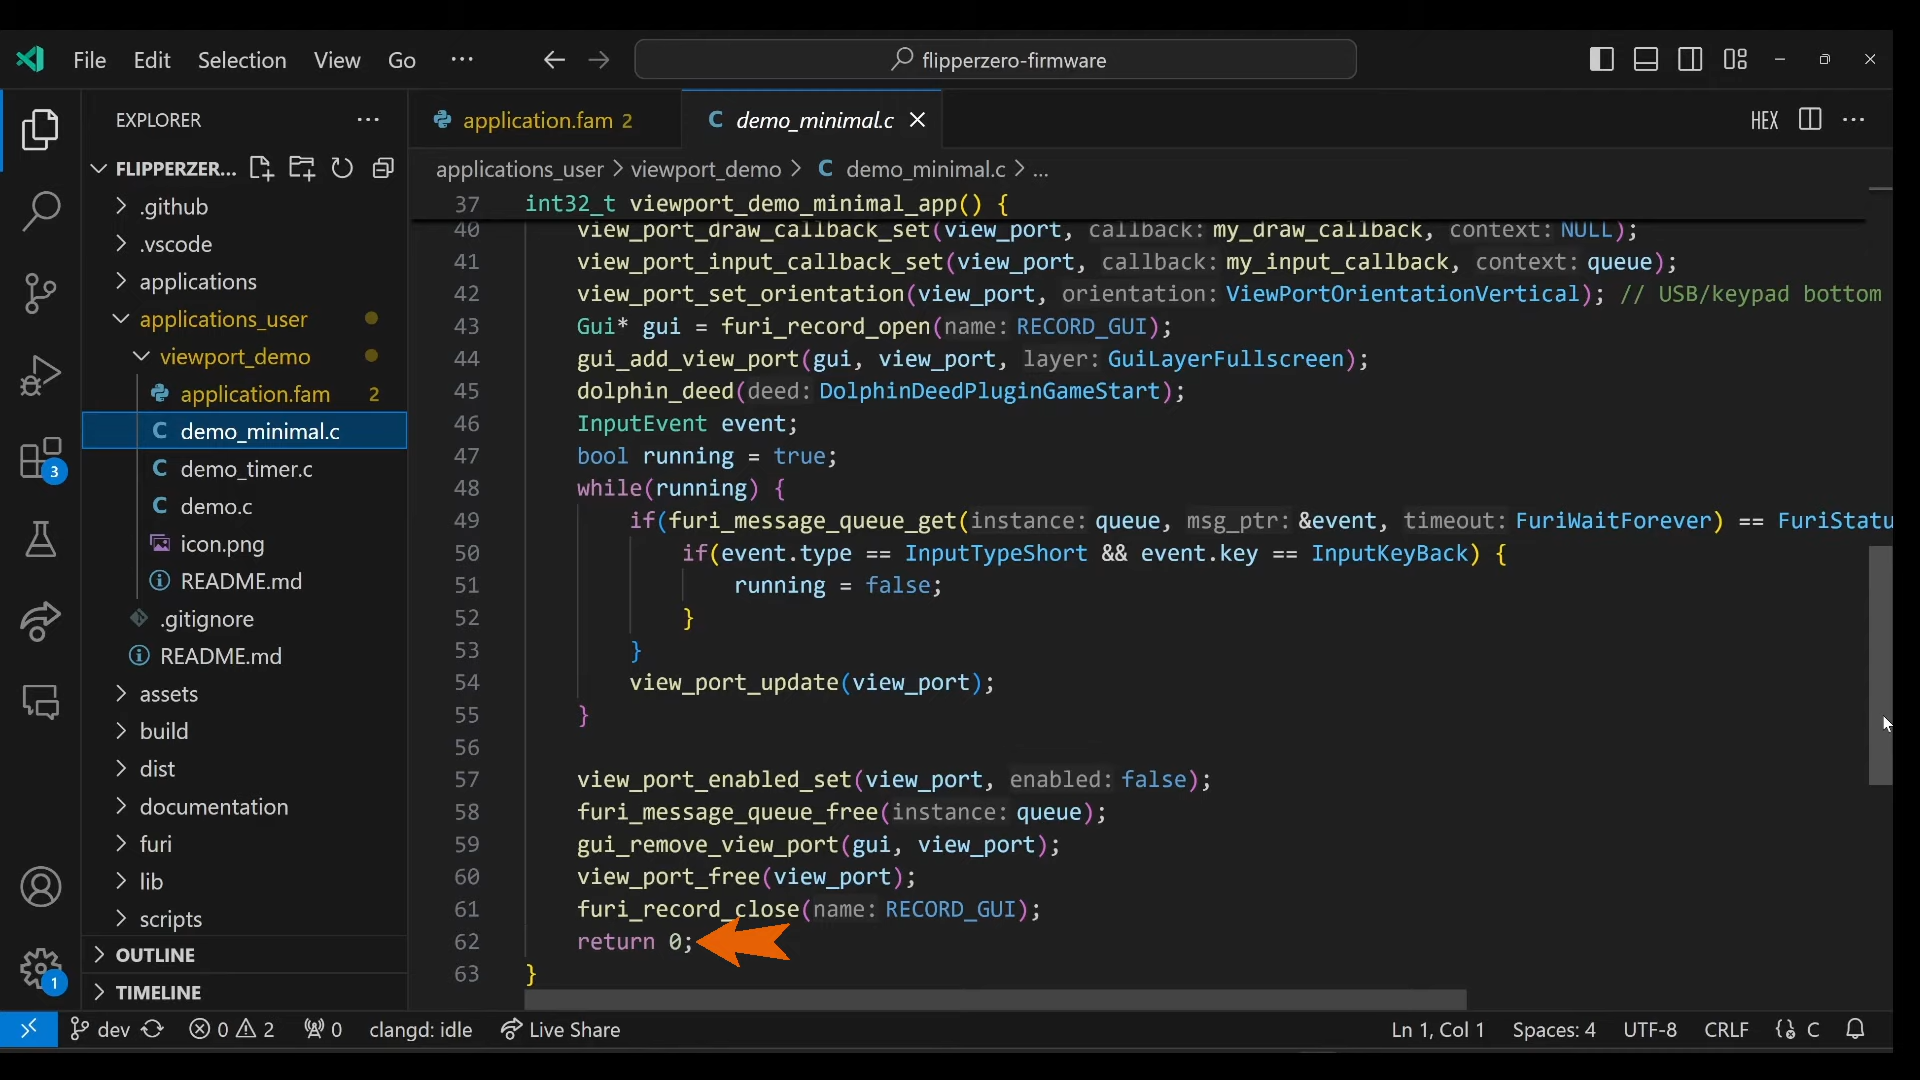 File Edit Selection View Go ··· flipperzero-firmware
EXPLORER ···
FLIPPERZER...
.github
.vscode
applications
applications_user
viewport_demo
application.fam 2
demo_minimal.c
demo_timer.c
demo.c
icon.png
README.md
.gitignore
README.md
assets
build
dist
documentation
furi
lib
scripts
OUTLINE
TIMELINE
3
1
application.fam 2
demo_minimal.c
HEX ···
applications_user > viewport_demo > C demo_minimal.c > ...
37 int32_t viewport_demo_minimal_app() {
40 view_port_draw_callback_set(view_port, callback: my_draw_callback, context: NULL);
41 view_port_input_callback_set(view_port, callback: my_input_callback, context: queue);
42 view_port_set_orientation(view_port, orientation: ViewPortOrientationVertical); // USB/keypad bottom
43 Gui* gui = furi_record_open(name: RECORD_GUI);
44 gui_add_view_port(gui, view_port, layer: GuiLayerFullscreen);
45 dolphin_deed(deed: DolphinDeedPluginGameStart);
46 InputEvent event;
47 bool running = true;
48 while(running) {
49 if(furi_message_queue_get(instance: queue, msg_ptr: &event, timeout: FuriWaitForever) == FuriStatu
50 if(event.type == InputTypeShort && event.key == InputKeyBack) {
51 running = false;
52 }
53 }
54 view_port_update(view_port);
55 }
56
57 view_port_enabled_set(view_port, enabled: false);
58 furi_message_queue_free(instance: queue);
59 gui_remove_view_port(gui, view_port);
60 view_port_free(view_port);
61 furi_record_close(name: RECORD_GUI);
62 return 0;
63 }
dev 0 2 0 clangd: idle Live Share Ln 1, Col 1 Spaces: 4 UTF-8 CRLF C